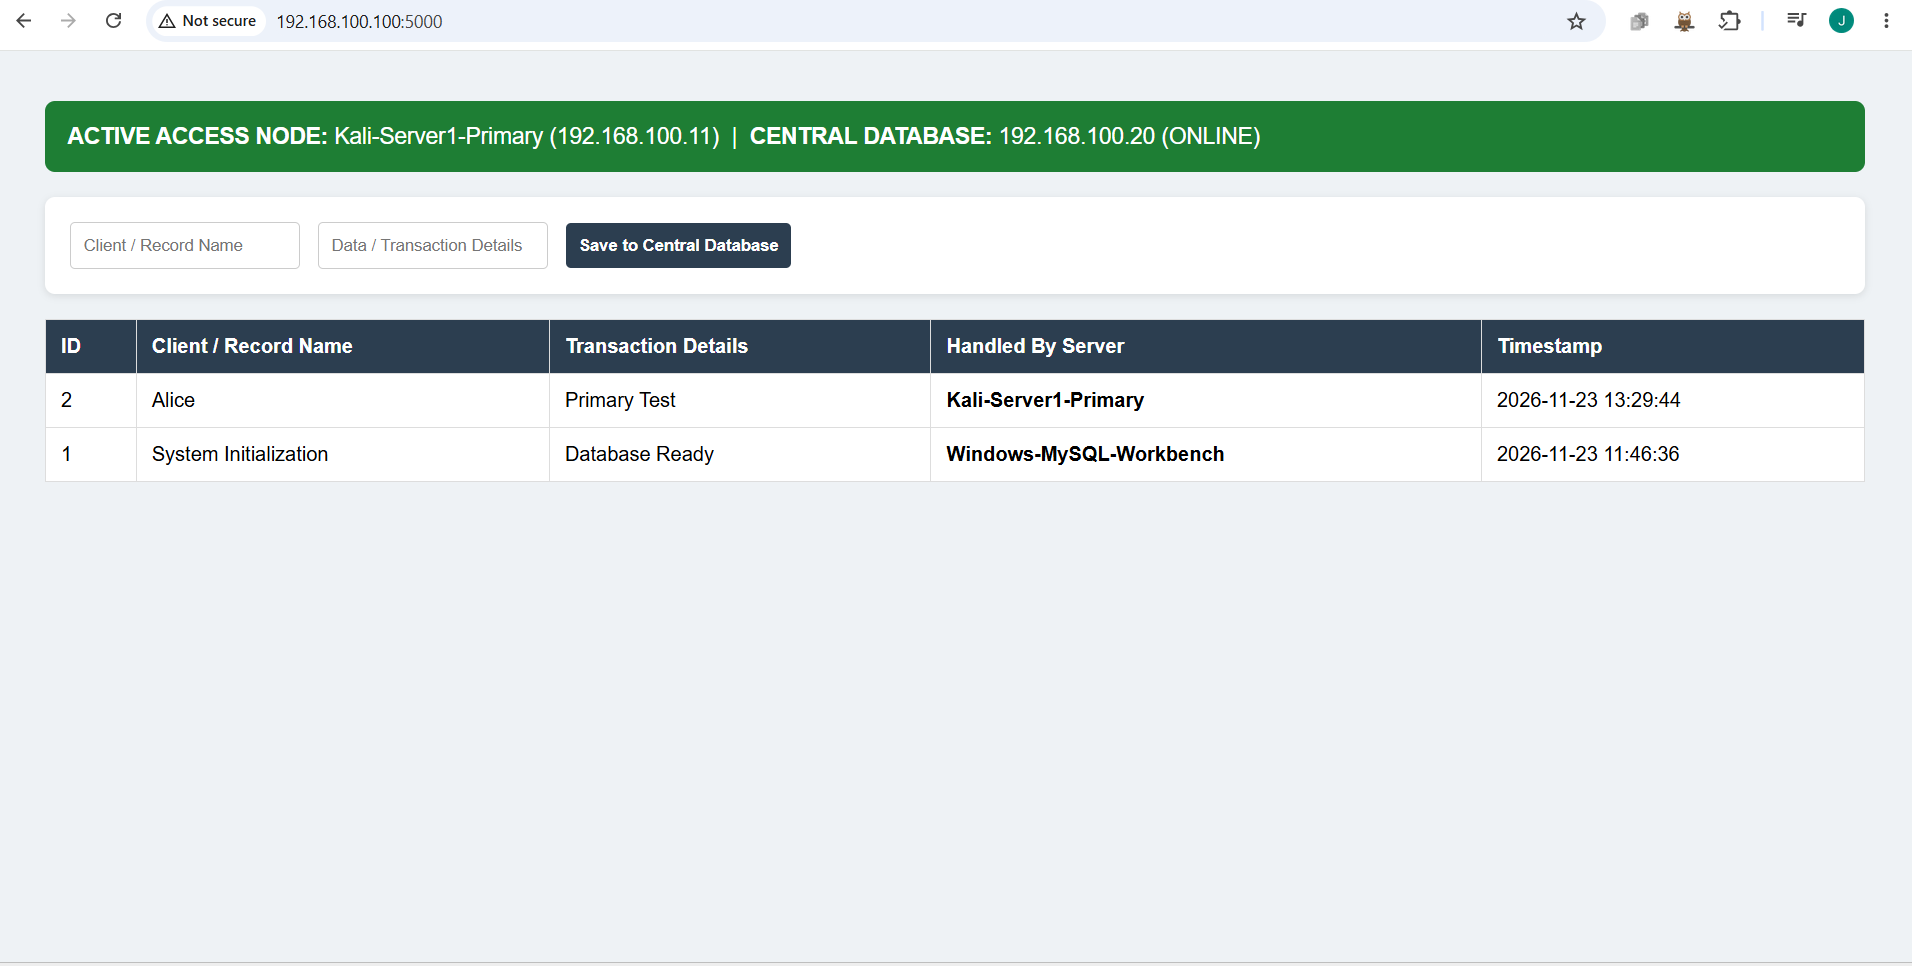 Not secure 192.168.100.100:5000 J
ACTIVE ACCESS NODE: Kali-Server1-Primary (192.168.100.11) | CENTRAL DATABASE: 192.168.100.20 (ONLINE)
Client / Record Name Data / Transaction Details Save to Central Database
ID Client / Record Name Transaction Details Handled By Server Timestamp
2 Alice Primary Test Kali-Server1-Primary 2026-11-23 13:29:44
1 System Initialization Database Ready Windows-MySQL-Workbench 2026-11-23 11:46:36